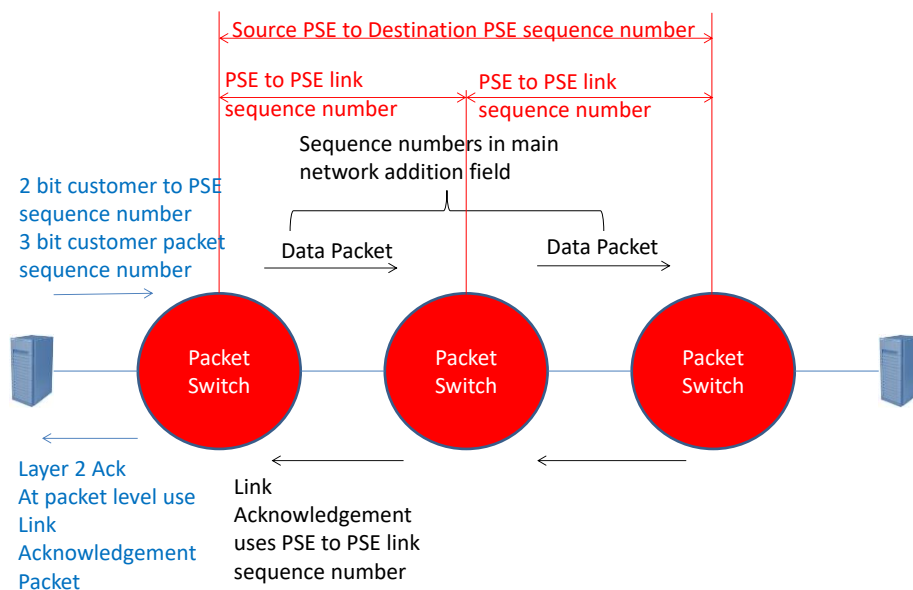 Source PSE to Destination PSE sequence number
PSE to PSE link
sequence number
PSE to PSE link
sequence number
Sequence numbers in main
network addition field
2 bit customer to PSE
sequence number
3 bit customer packet
sequence number
Data Packet
Data Packet
Packet
Switch
Packet
Switch
Packet
Switch
Layer 2 Ack
At packet level use
Link
Acknowledgement
Packet
Link
Acknowledgement
uses PSE to PSE link
sequence number